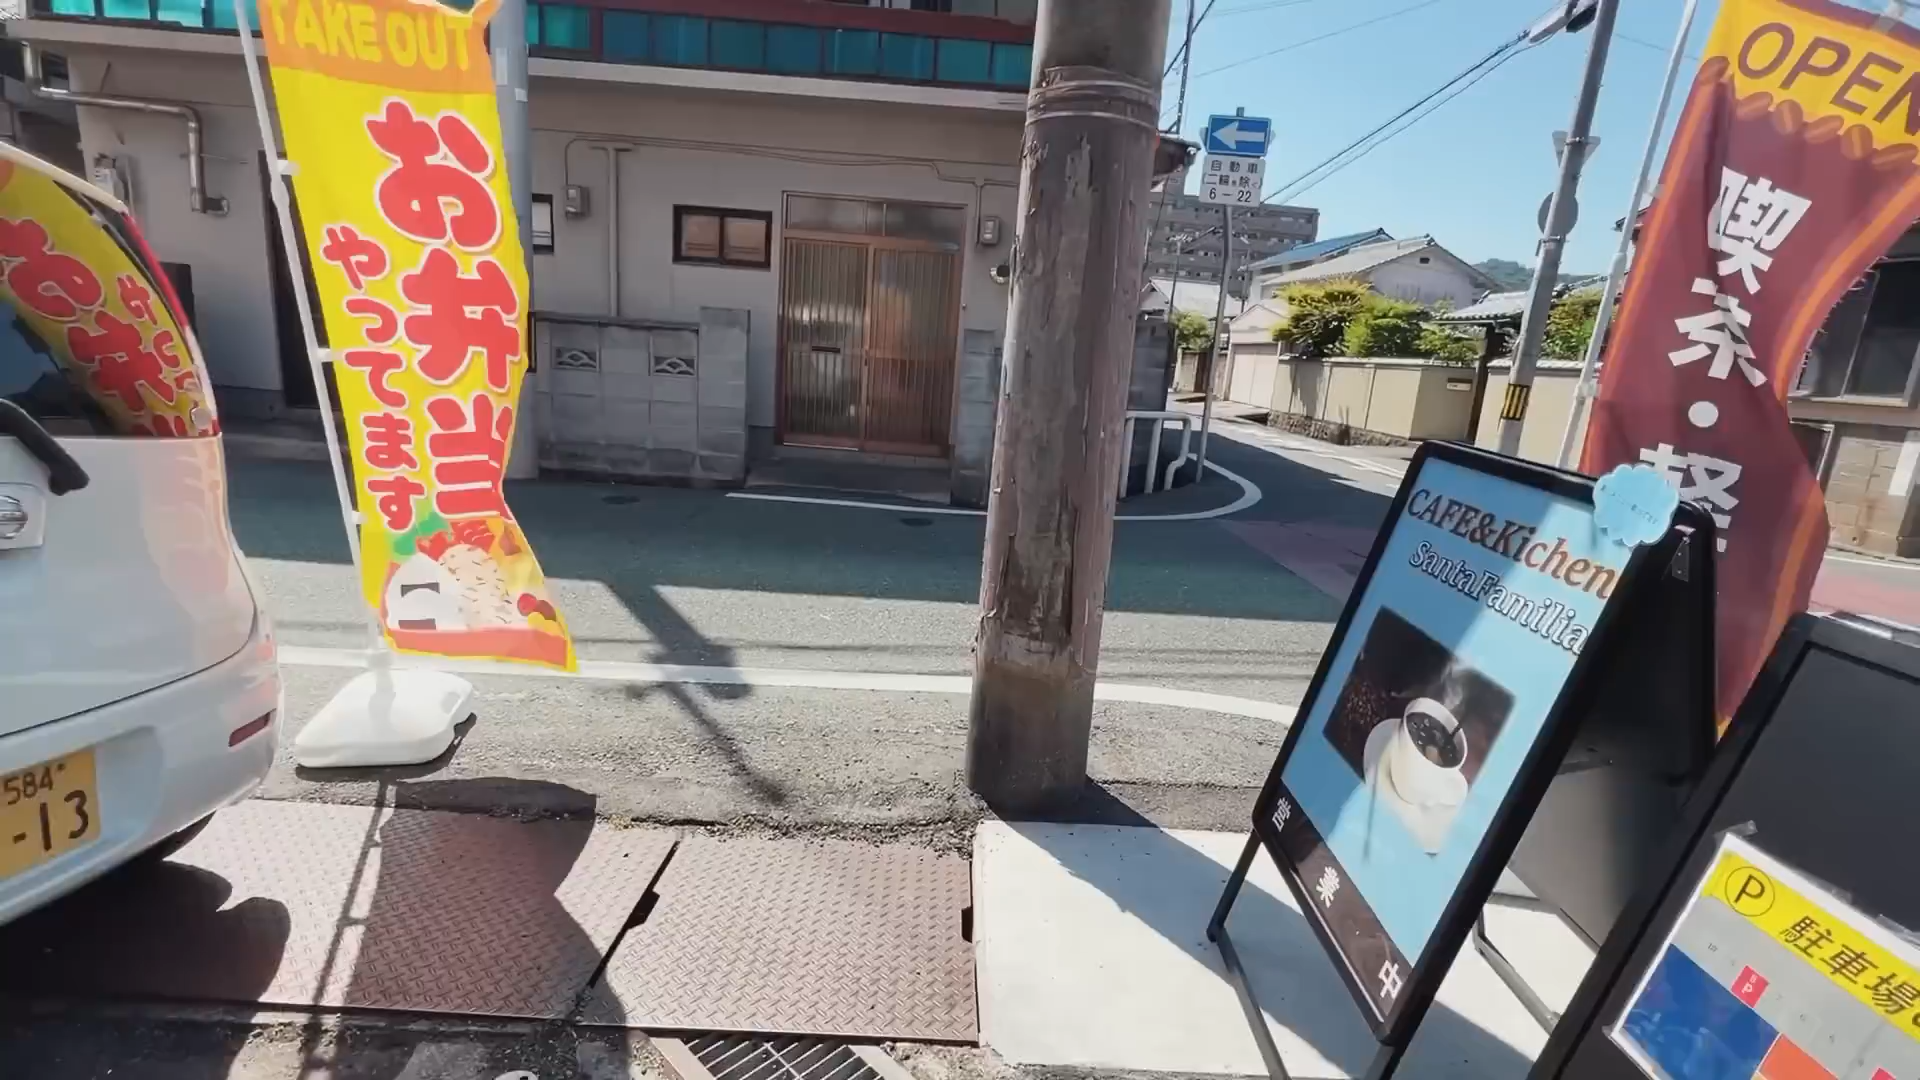 TAKE OUT
お弁当
やってます
自動車
二輪を除く
6-22
OPEN
喫茶・軽
CAFE&Kichen
SantaFamilia
営業中
P 駐車場
584
-13